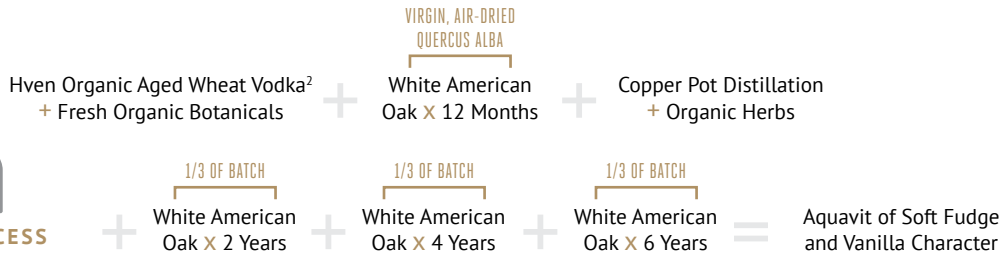 VIRGIN, AIR-DRIED
QUERCUS ALBA
Hven Organic Aged Wheat Vodka²
+ Fresh Organic Botanicals
+
White American
Oak x 12 Months
+
Copper Pot Distillation
+ Organic Herbs
CESS
+
1/3 OF BATCH
White American
Oak x 2 Years
+
1/3 OF BATCH
White American
Oak x 4 Years
+
1/3 OF BATCH
White American
Oak x 6 Years
=
Aquavit of Soft Fudge
and Vanilla Character